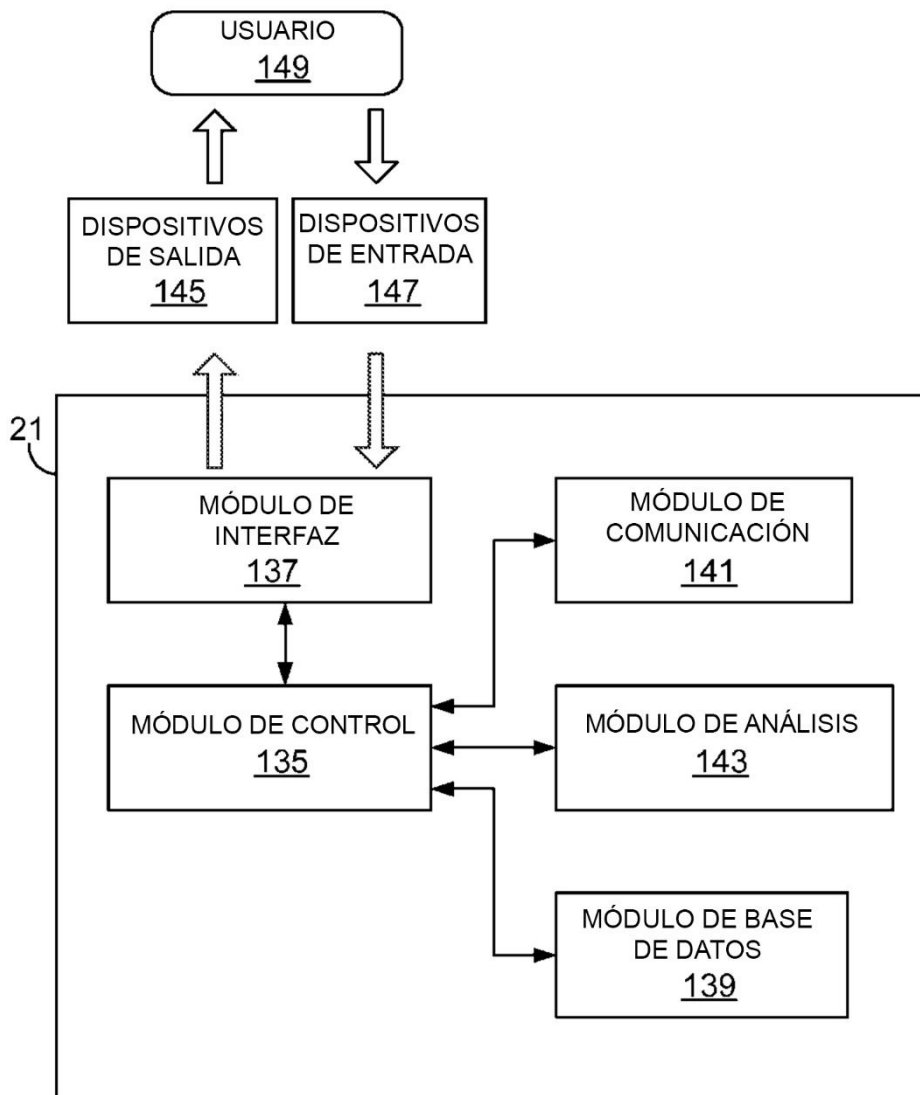 USUARIO
149
DISPOSITIVOS
DE SALIDA
145
DISPOSITIVOS
DE ENTRADA
147
21
MÓDULO DE
INTERFAZ
137
MÓDULO DE
COMUNICACIÓN
141
MÓDULO DE CONTROL
135
MÓDULO DE ANÁLISIS
143
MÓDULO DE BASE
DE DATOS
139